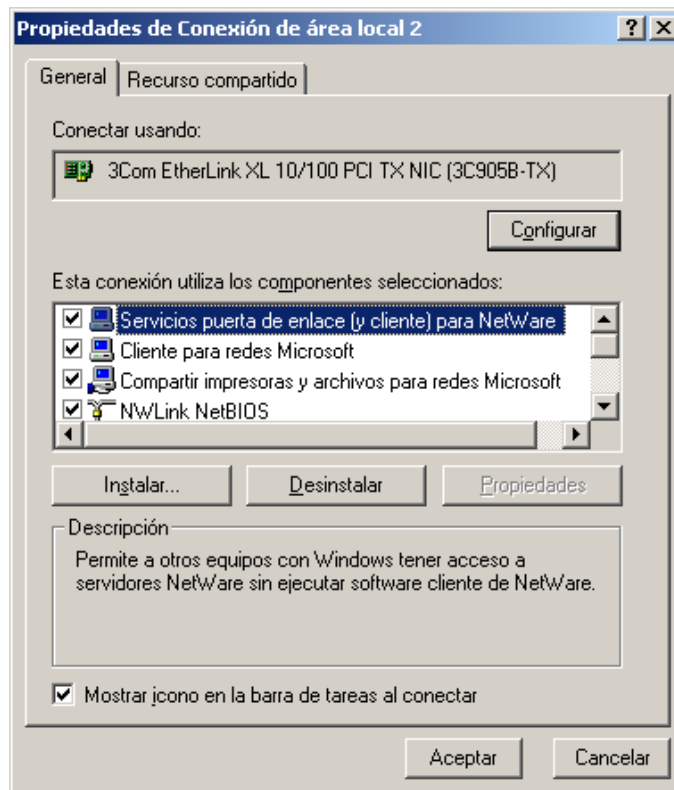 Propiedades de Conexión de área local 2
General
Recurso compartido
Conectar usando:
3Com EtherLink XL 10/100 PCI TX NIC (3C905B-TX)
Configurar
Esta conexión utiliza los componentes seleccionados:
Servicios puerta de enlace (y cliente) para NetWare
Cliente para redes Microsoft
Compartir impresoras y archivos para redes Microsoft
NWLink NetBIOS
Instalar...
Desinstalar
Propiedades
Descripción
Permite a otros equipos con Windows tener acceso a
servidores NetWare sin ejecutar software cliente de NetWare.
Mostrar icono en la barra de tareas al conectar
Aceptar
Cancelar